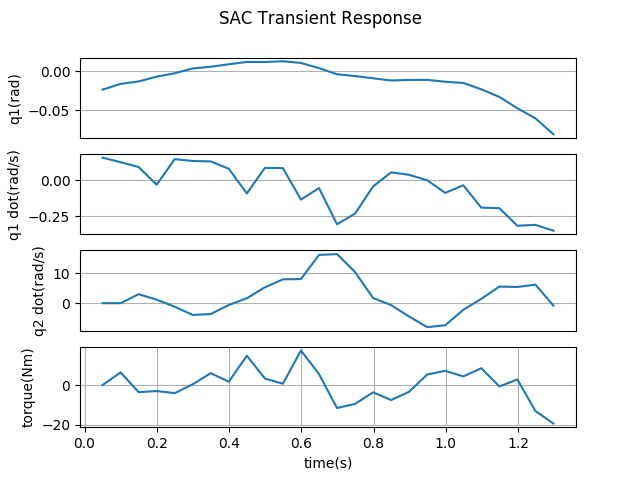 SAC Transient Response
q1(rad)
0.00
−0.05
q1 dot(rad/s)
0.00
−0.25
q2 dot(rad/s)
10
0
torque(Nm)
0
−20
0.0 0.2 0.4 0.6 0.8 1.0 1.2
time(s)